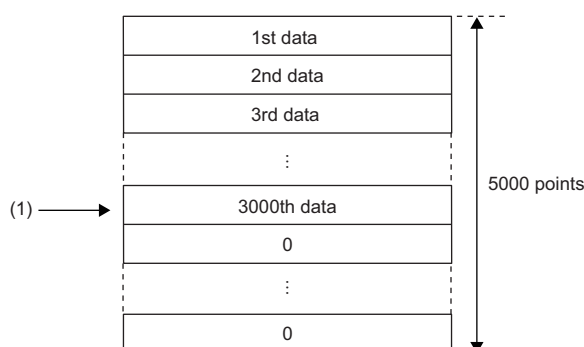 1st data
2nd data
3rd data
⋮
5000 points
(1)
3000th data
0
⋮
0